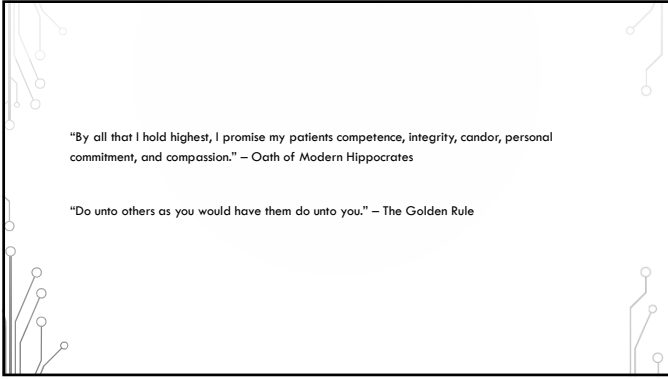 “By all that I hold highest, I promise my patients competence, integrity, candor, personal
commitment, and compassion.” – Oath of Modern Hippocrates
“Do unto others as you would have them do unto you.” – The Golden Rule